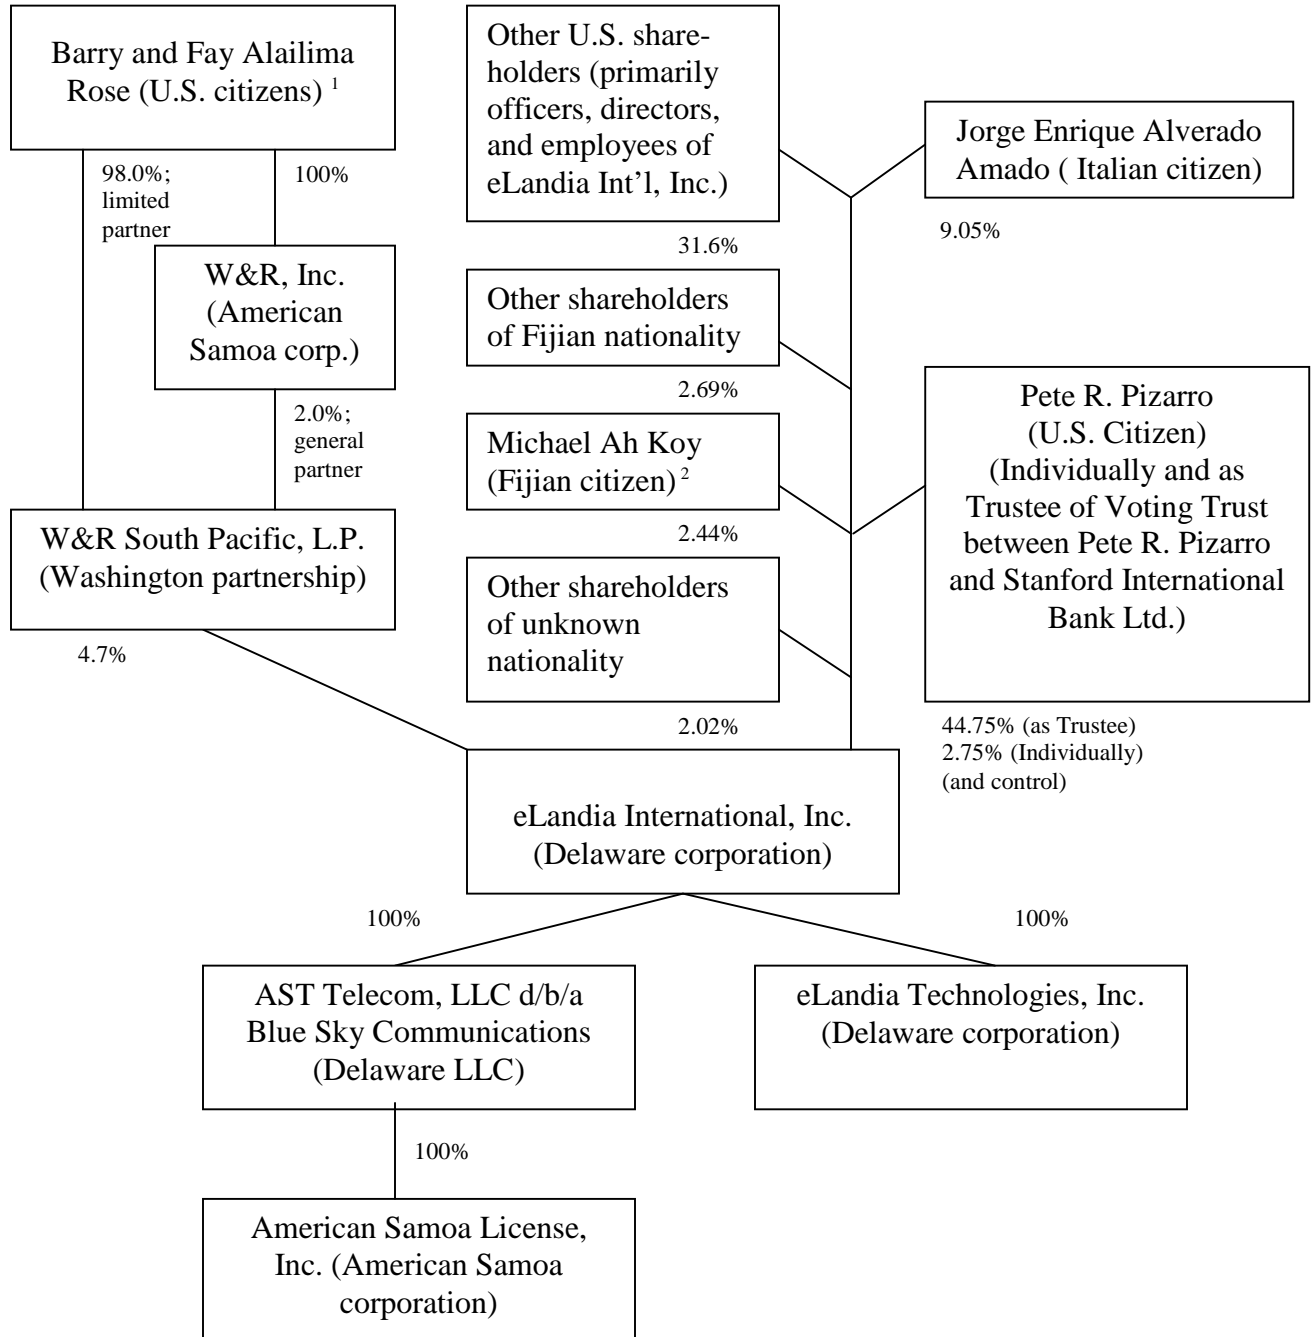 Barry and Fay Alailima
Rose (U.S. citizens) 1
98.0%;
limited
partner
100%
W&R, Inc.
(American
Samoa corp.)
2.0%;
general
partner
W&R South Pacific, L.P.
(Washington partnership)
4.7%
Other U.S. share-
holders (primarily
officers, directors,
and employees of
eLandia Int'l, Inc.)
31.6%
Other shareholders
of Fijian nationality
2.69%
Michael Ah Koy
(Fijian citizen) 2
2.44%
Other shareholders
of unknown
nationality
2.02%
Jorge Enrique Alverado
Amado ( Italian citizen)
9.05%
Pete R. Pizarro
(U.S. Citizen)
(Individually and as
Trustee of Voting Trust
between Pete R. Pizarro
and Stanford International
Bank Ltd.)
44.75% (as Trustee)
2.75% (Individually)
(and control)
eLandia International, Inc.
(Delaware corporation)
100%
100%
AST Telecom, LLC d/b/a
Blue Sky Communications
(Delaware LLC)
eLandia Technologies, Inc.
(Delaware corporation)
100%
American Samoa License,
Inc. (American Samoa
corporation)